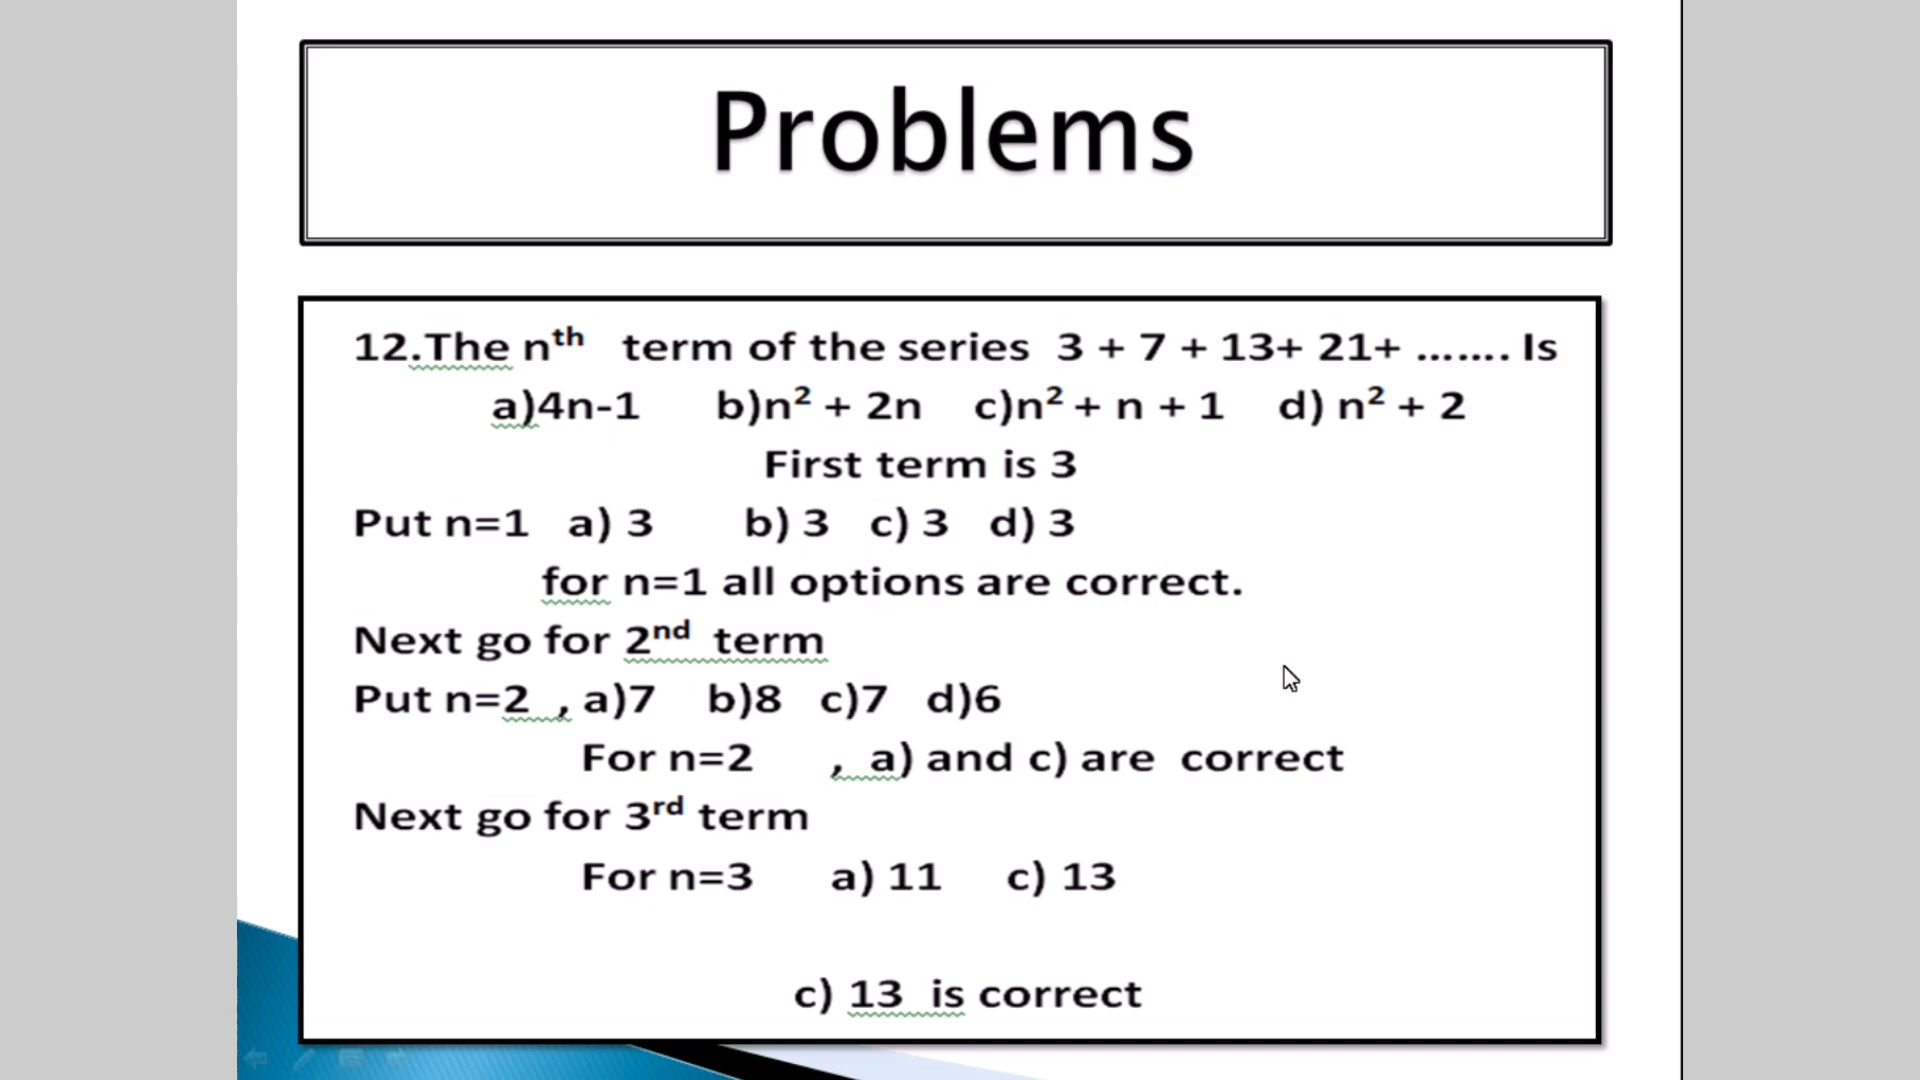 Problems
12.The nᵗʰ term of the series 3 + 7 + 13+ 21+ ....... Is
a)4n-1 b)n² + 2n c)n² + n + 1 d) n² + 2
First term is 3
Put n=1 a) 3 b) 3 c) 3 d) 3
for n=1 all options are correct.
Next go for 2ⁿᵈ term
Put n=2 , a)7 b)8 c)7 d)6
For n=2 , a) and c) are correct
Next go for 3ʳᵈ term
For n=3 a) 11 c) 13
c) 13 is correct